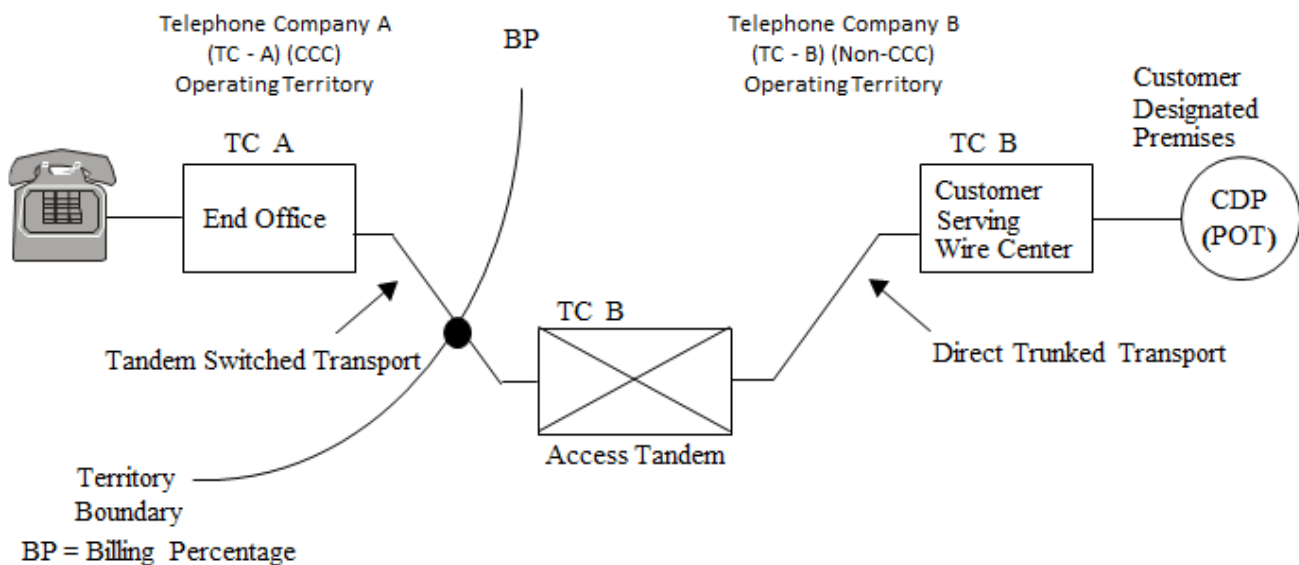 Telephone Company A
(TC - A) (CCC)
Operating Territory
BP
Telephone Company B
(TC - B) (Non-CCC)
Operating Territory
Customer
Designated
Premises
TC A
End Office
TC B
Customer
Serving
Wire Center
CDP
(POT)
Tandem Switched Transport
TC B
Access Tandem
Direct Trunked Transport
Territory
Boundary
BP = Billing Percentage